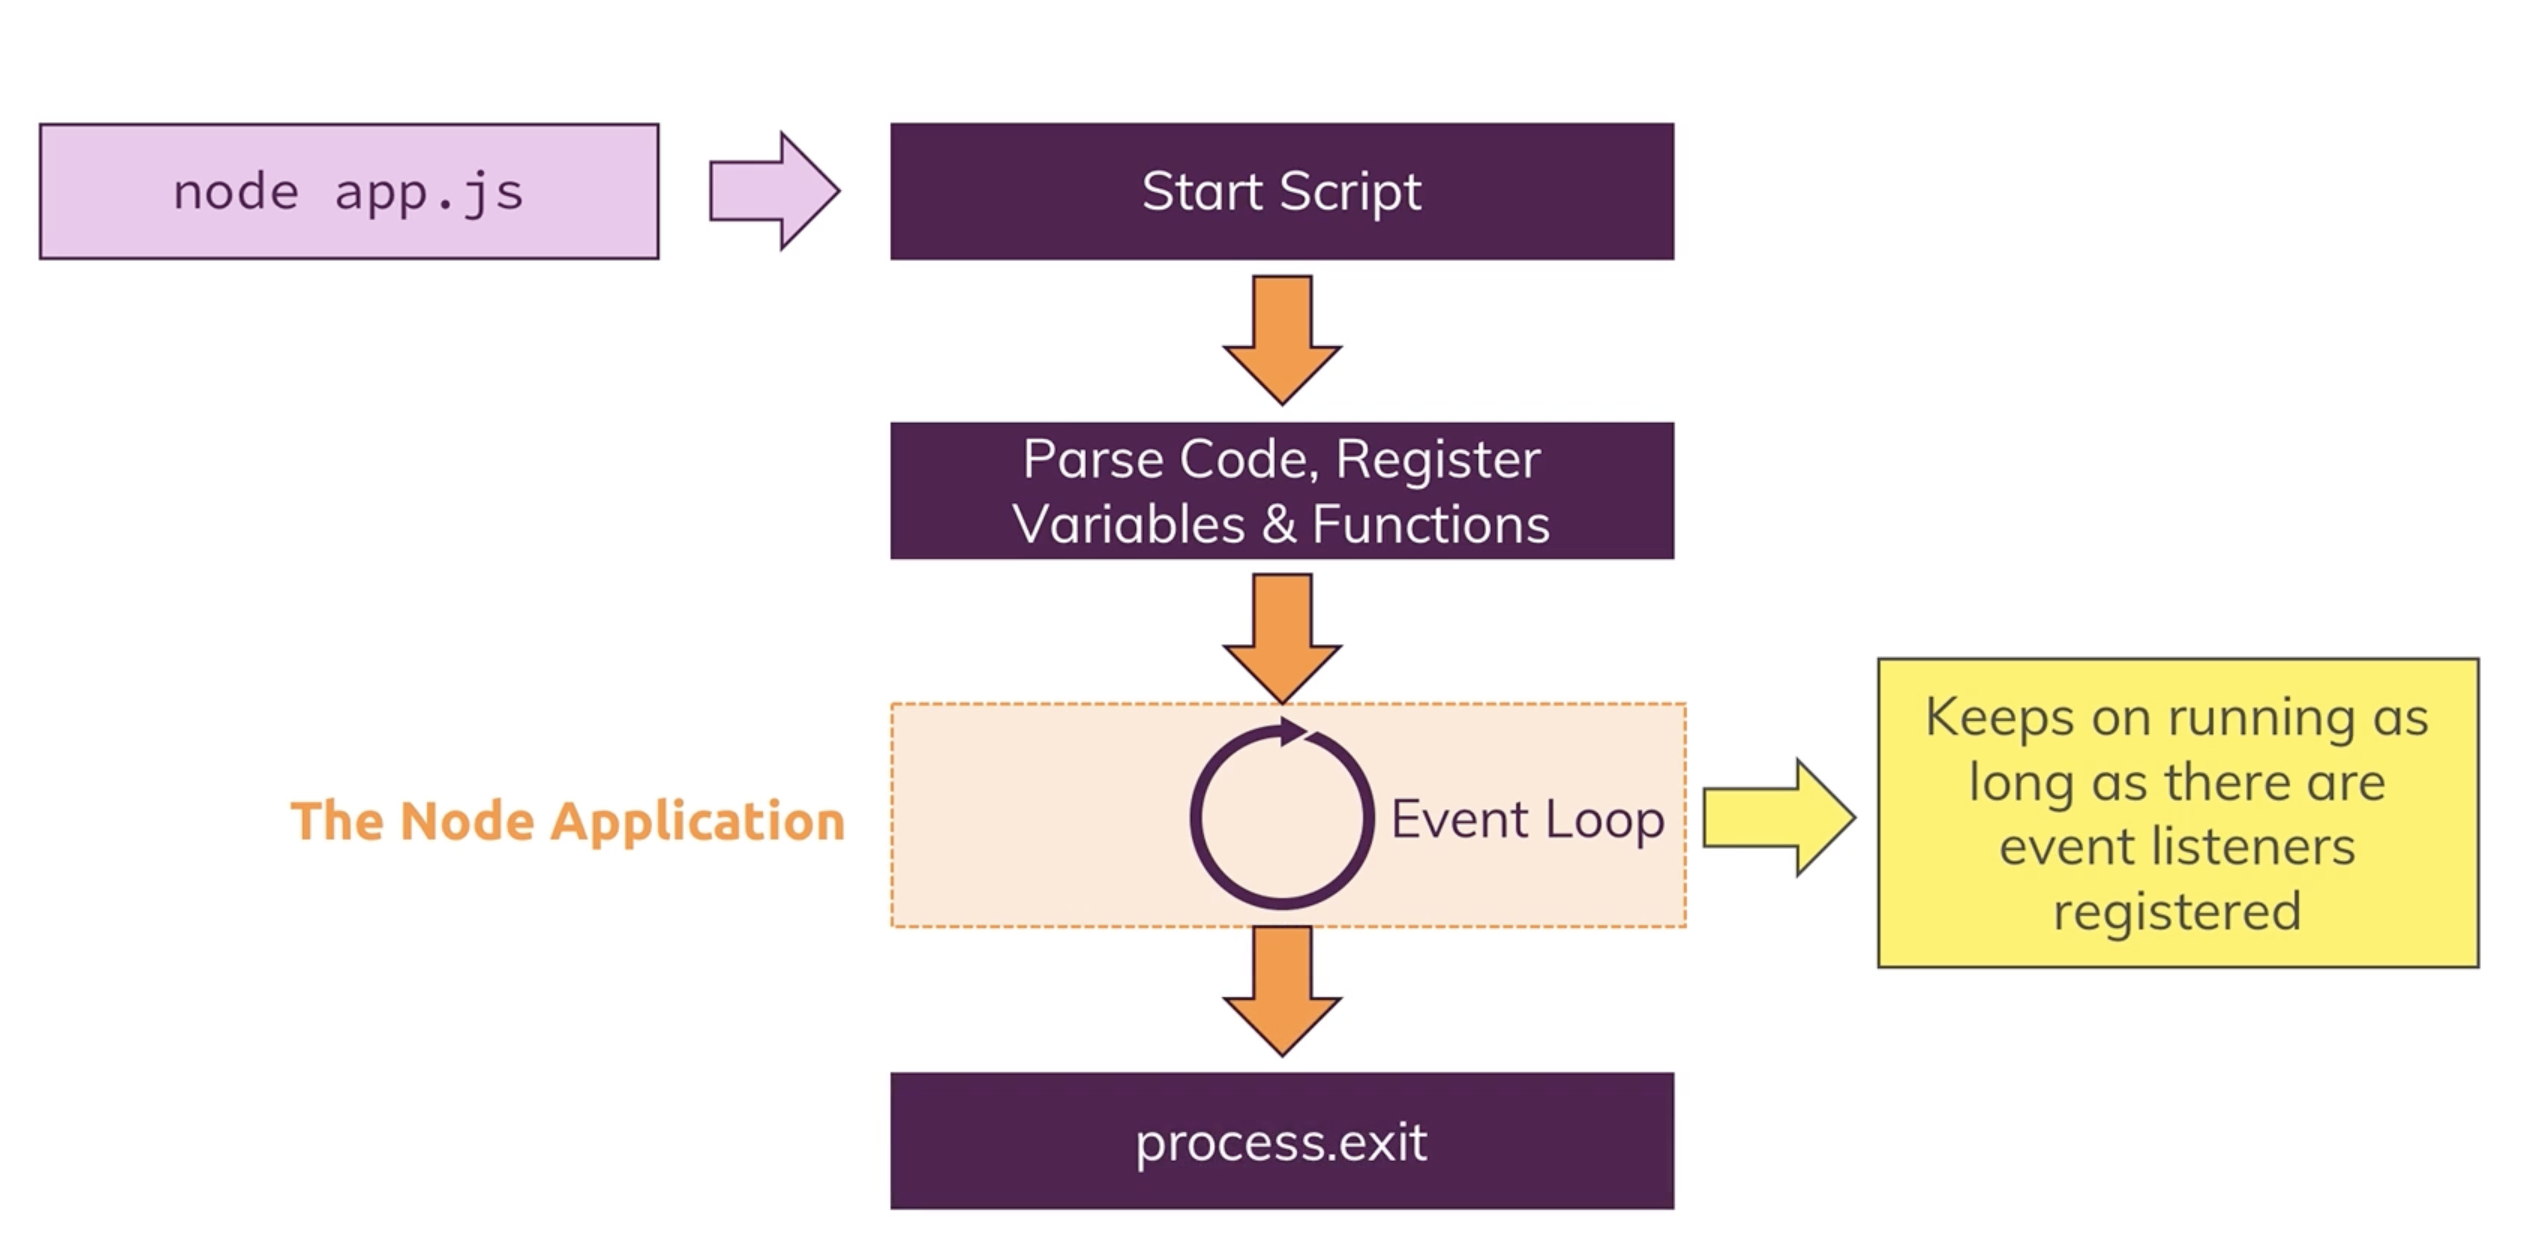 node app.js
Start Script
Parse Code, Register
Variables & Functions
The Node Application
Event Loop
Keeps on running as
long as there are
event listeners
registered
process.exit